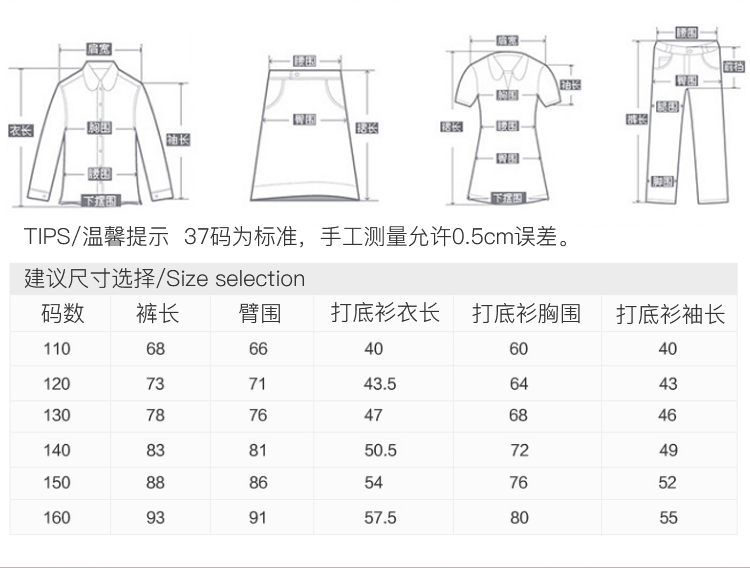 肩宽
衣长
胸围
袖长
腰围
下摆围
腰围
臀围
裙长
肩宽
袖长
胸围
裙长
腰围
臀围
下摆围
腰围
前裆
臀围
腿围
裤长
脚围
TIPS/温馨提示 37码为标准，手工测量允许0.5cm误差。
建议尺寸选择/Size selection
码数 裤长 臂围 打底衫衣长 打底衫胸围 打底衫袖长
110 68 66 40 60 40
120 73 71 43.5 64 43
130 78 76 47 68 46
140 83 81 50.5 72 49
150 88 86 54 76 52
160 93 91 57.5 80 55